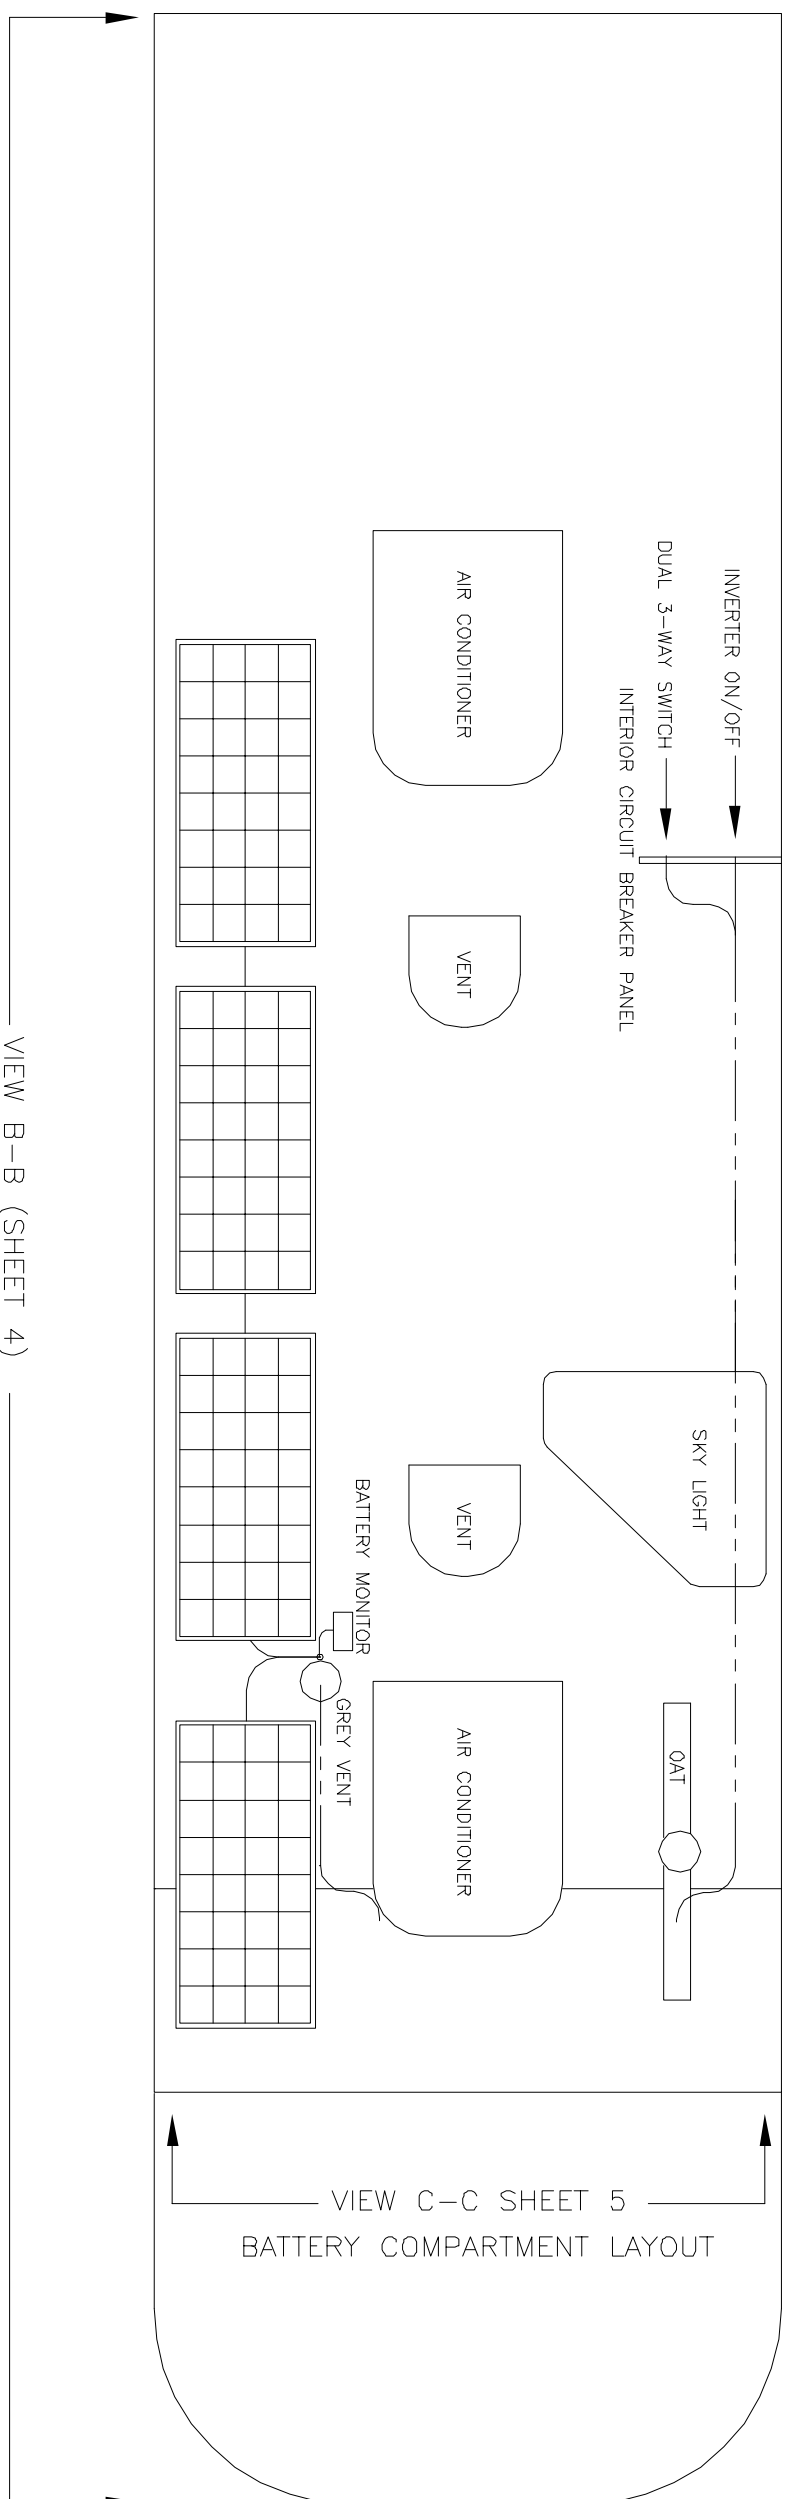 INVERTER ON/OFF
DUAL 3-WAY SWITCH
INTERIOR CIRCUIT BREAKER PANEL
AIR CONDITIONER
VENT
VIEW B-B (SHEET 4)
SKY LIGHT
VENT
BATTERY MONITOR
GREY VENT
AIR CONDITIONER
OAT
VIEW C-C SHEET 5
BATTERY COMPARTMENT LAYOUT